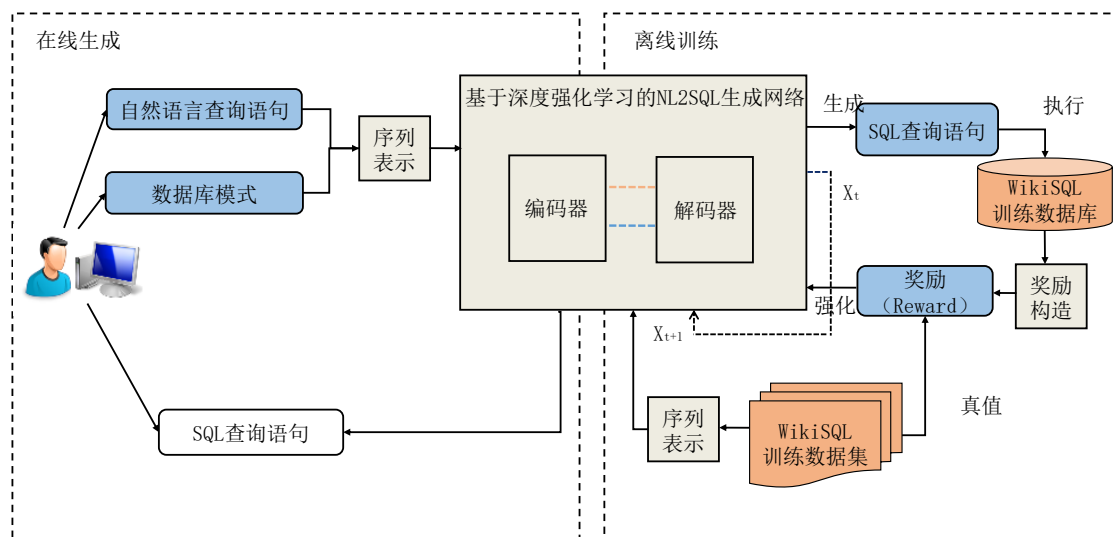 在线生成
自然语言查询语句
数据库模式
序列
表示
SQL查询语句
基于深度强化学习的NL2SQL生成网络
编码器
解码器
离线训练
生成
SQL查询语句
执行
WikiSQL
训练数据库
Xt
奖励
(Reward)
奖励
构造
强化
Xt+1
序列
表示
WikiSQL
训练数据集
真值